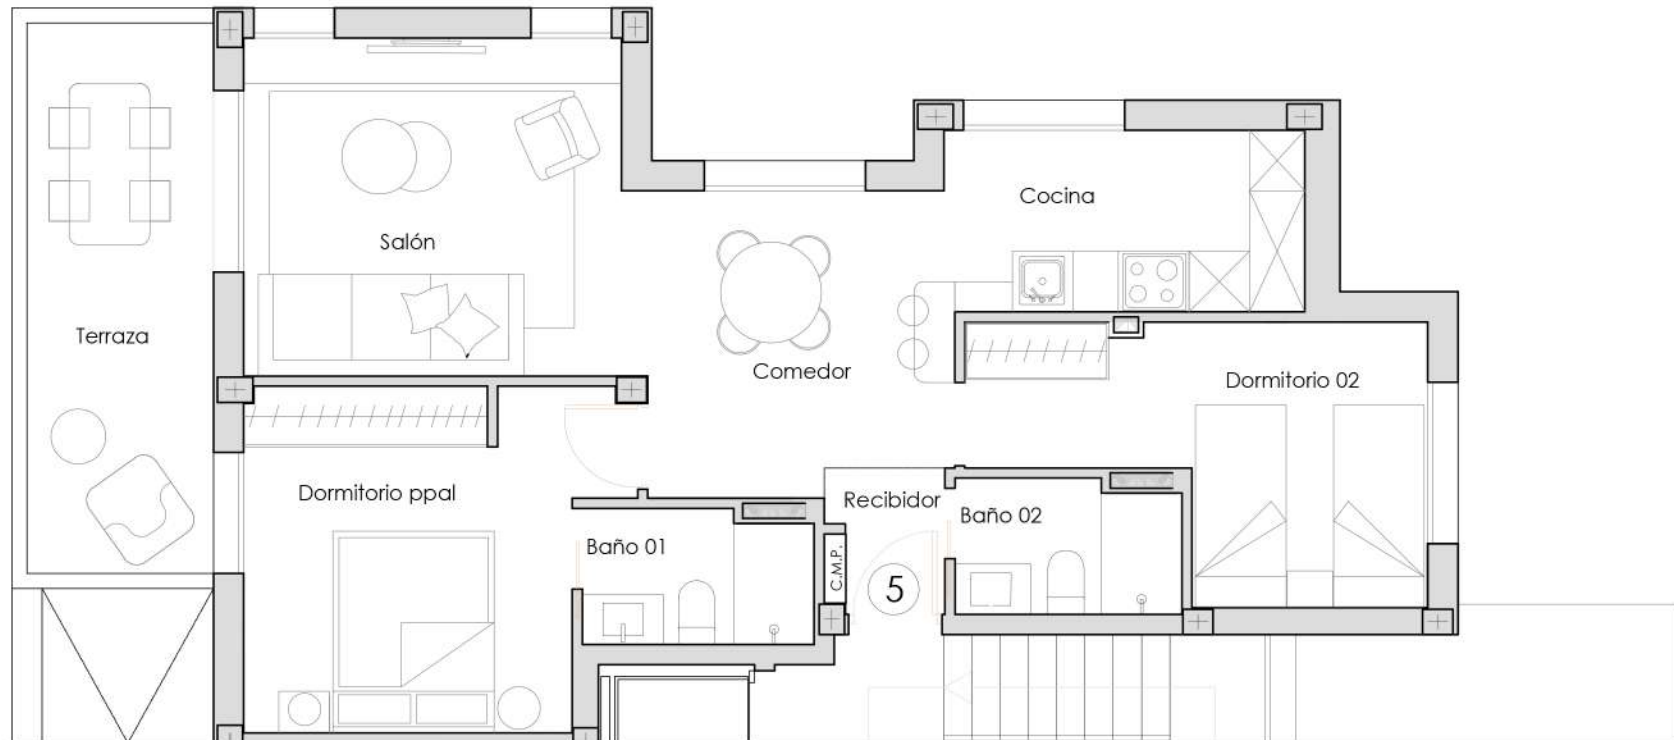 Cocina
Salón
Terraza
Comedor
Dormitorio 02
Dormitorio ppal
Recibidor
Baño 02
Baño 01
C.M.P.
5